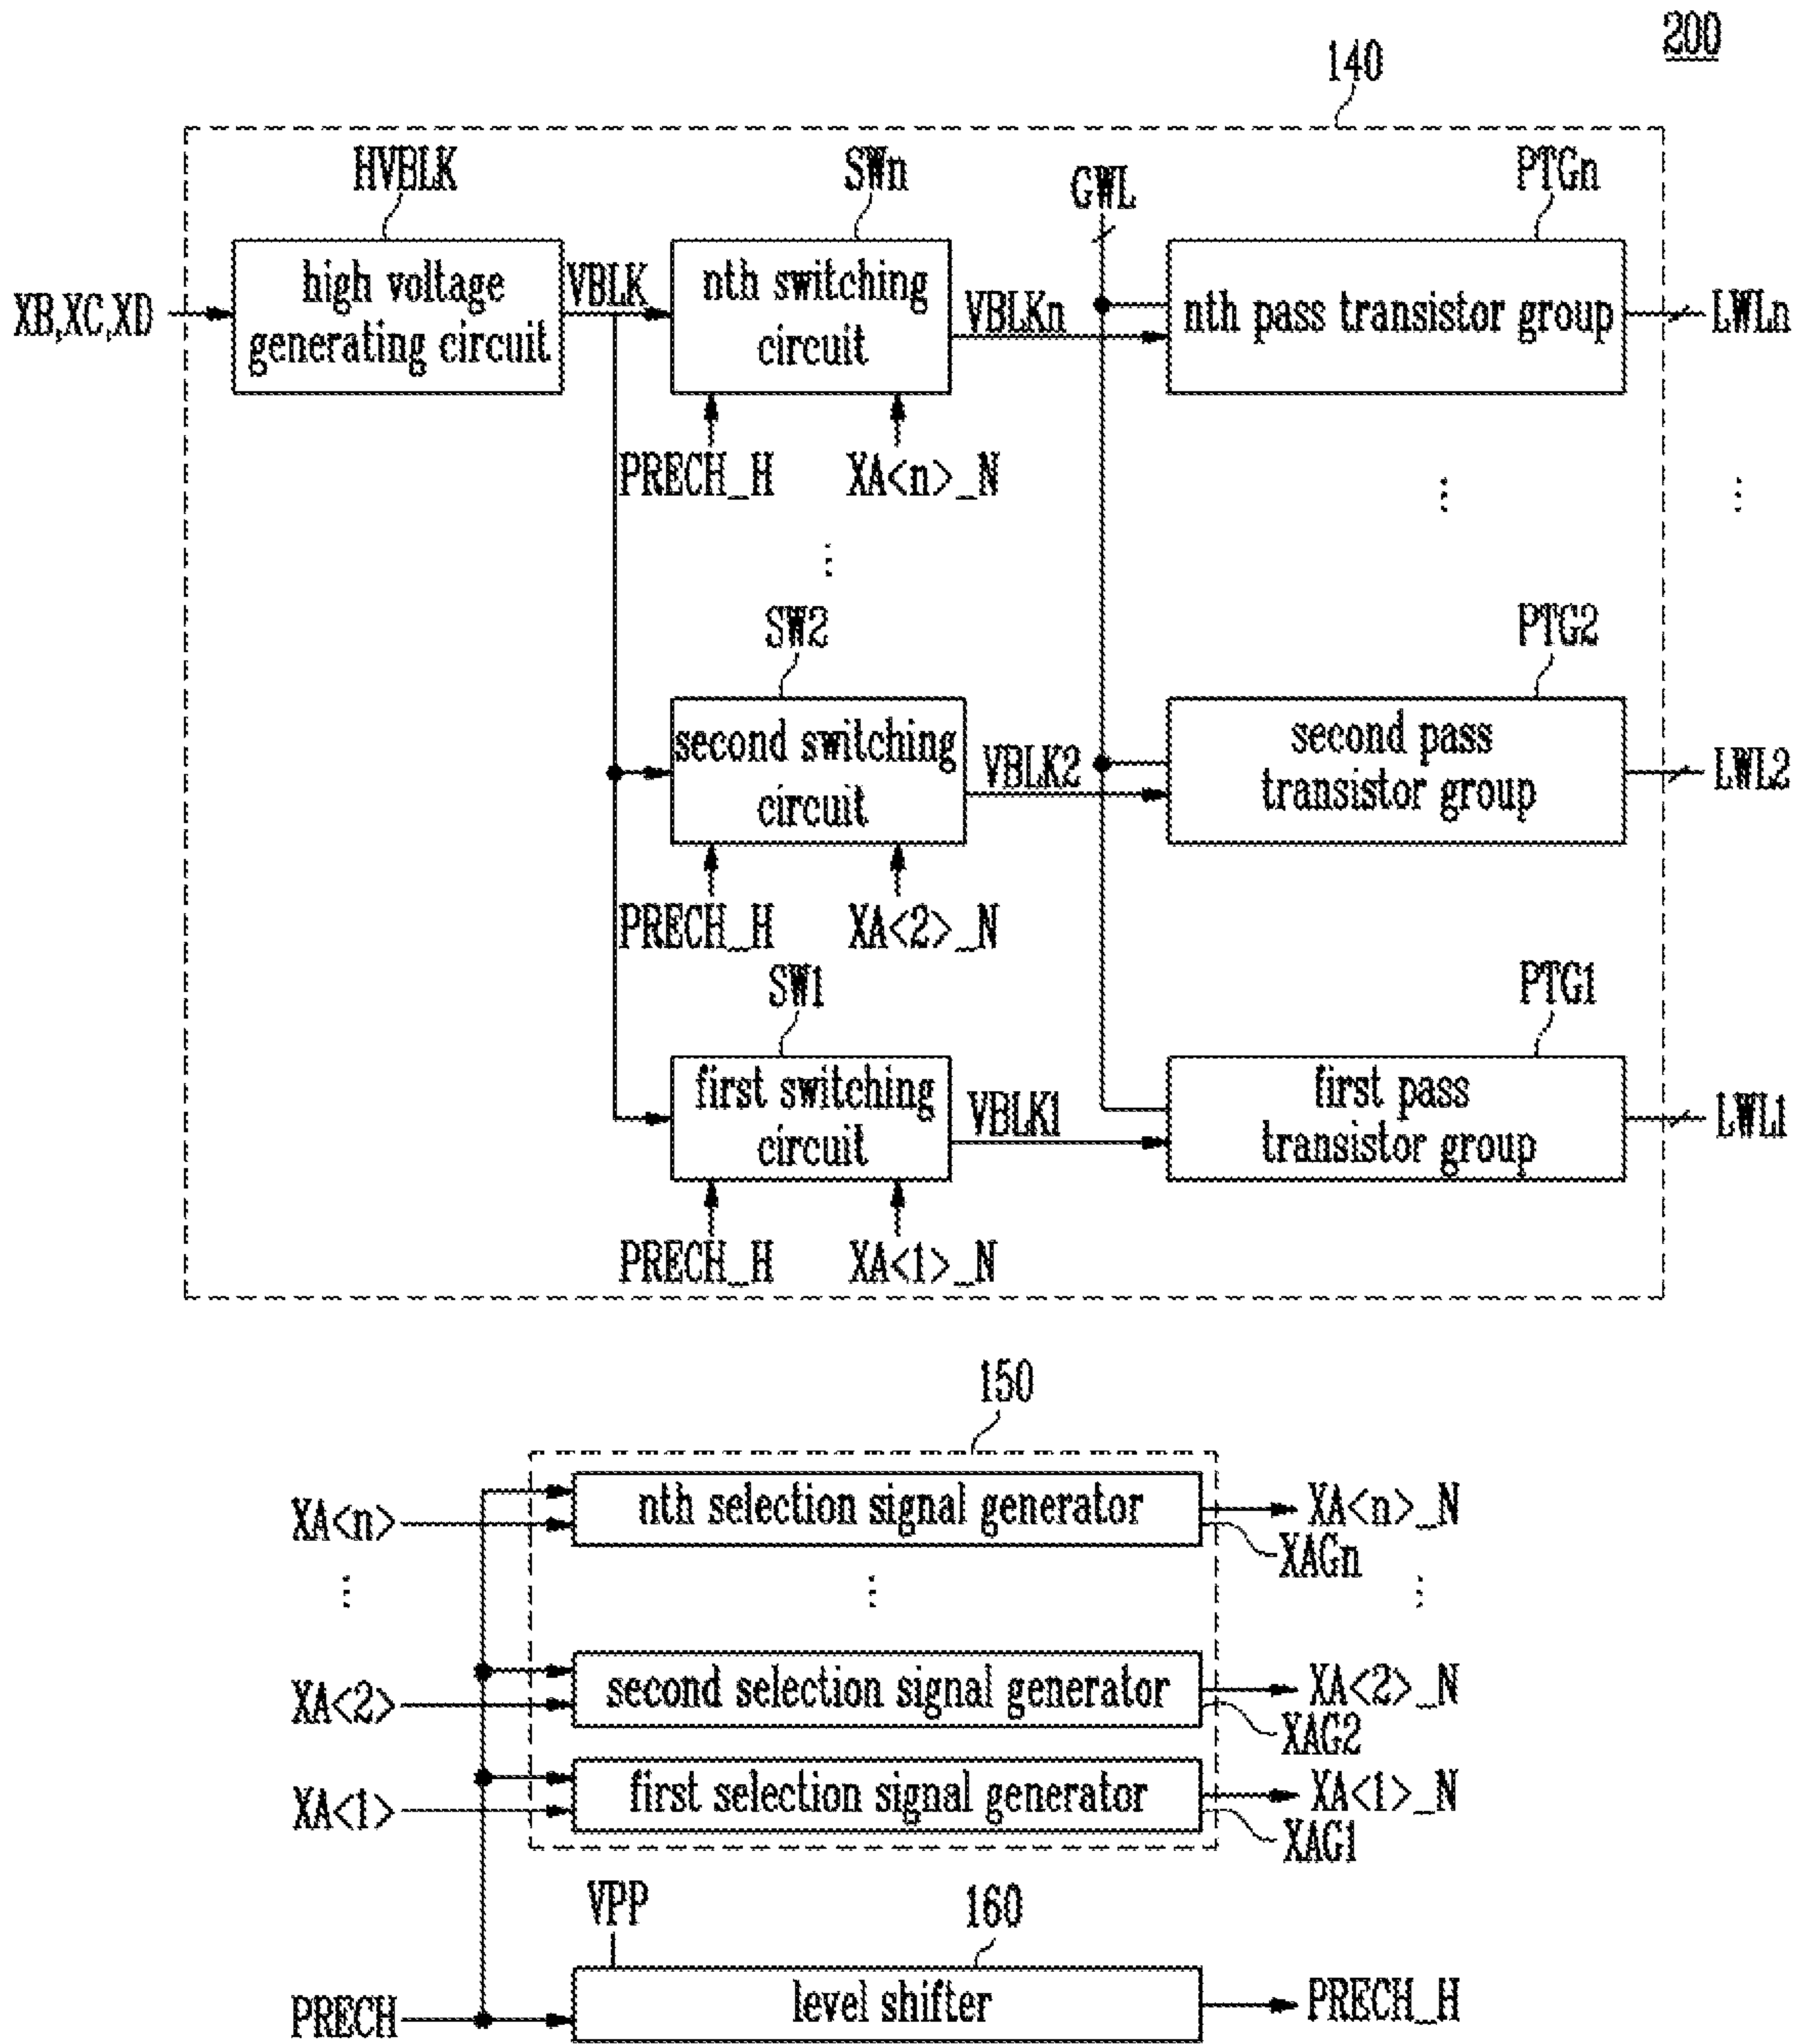 200
140
HVBLK
SWn
GWL
PTGn
XB,XC,XD
high voltage
generating circuit
VBLK
nth switching
circuit
VBLKn
nth pass transistor group
LWLn
PRECH_H
XA<n>_N
...
...
...
SW2
PTG2
second switching
circuit
VBLK2
second pass
transistor group
LWL2
PRECH_H
XA<2>_N
SW1
PTG1
first switching
circuit
VBLK1
first pass
transistor group
LWL1
PRECH_H
XA<1>_N
150
XA<n>
nth selection signal generator
XA<n>_N
XAGn
...
...
...
XA<2>
second selection signal generator
XA<2>_N
XAG2
XA<1>
first selection signal generator
XA<1>_N
XAG1
VPP
160
PRECH
level shifter
PRECH_H